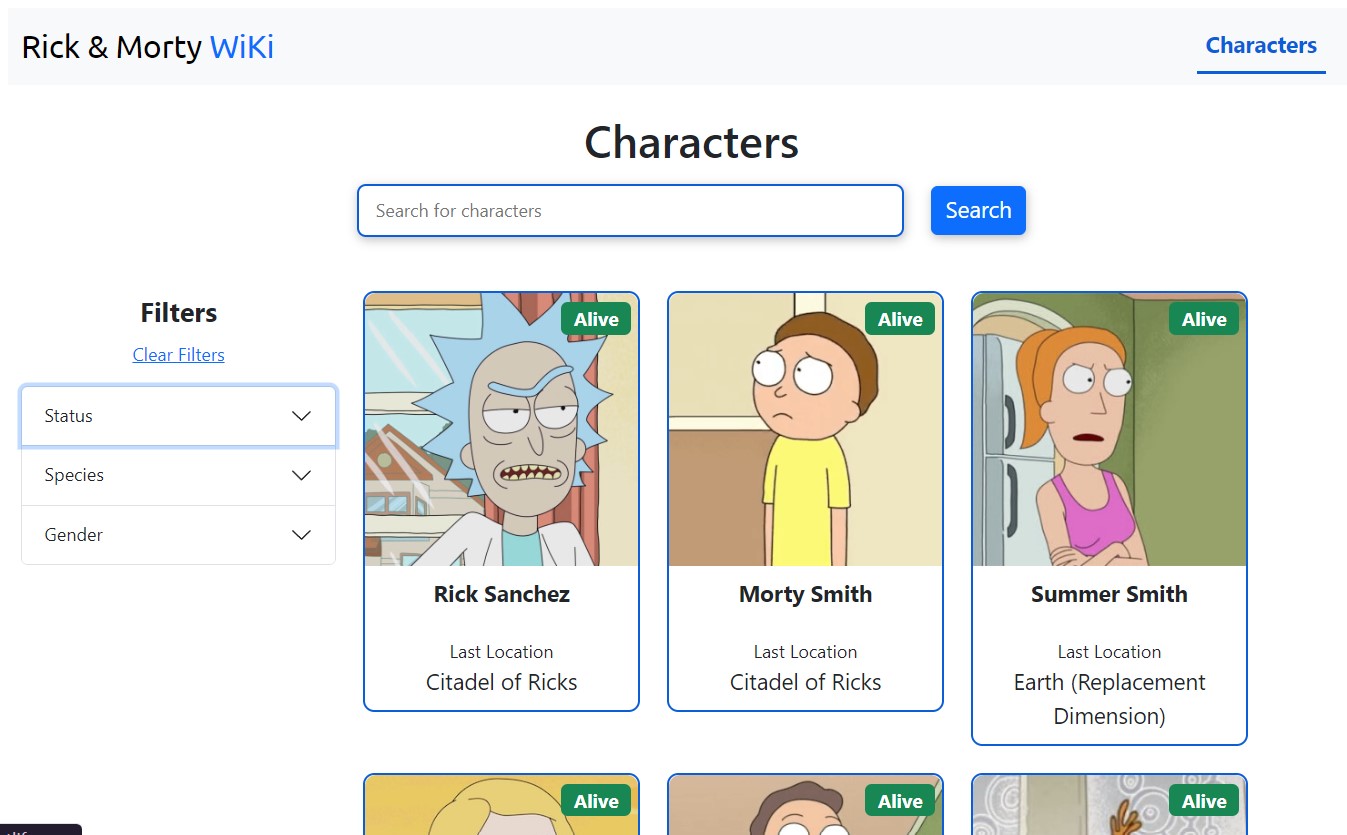 Rick & Morty WiKi
Characters
Characters
Search for characters
Search
Filters
Clear Filters
Status
Species
Gender
Alive
Rick Sanchez
Last Location
Citadel of Ricks
Alive
Morty Smith
Last Location
Citadel of Ricks
Alive
Summer Smith
Last Location
Earth (Replacement
Dimension)
Alive
Alive
Alive